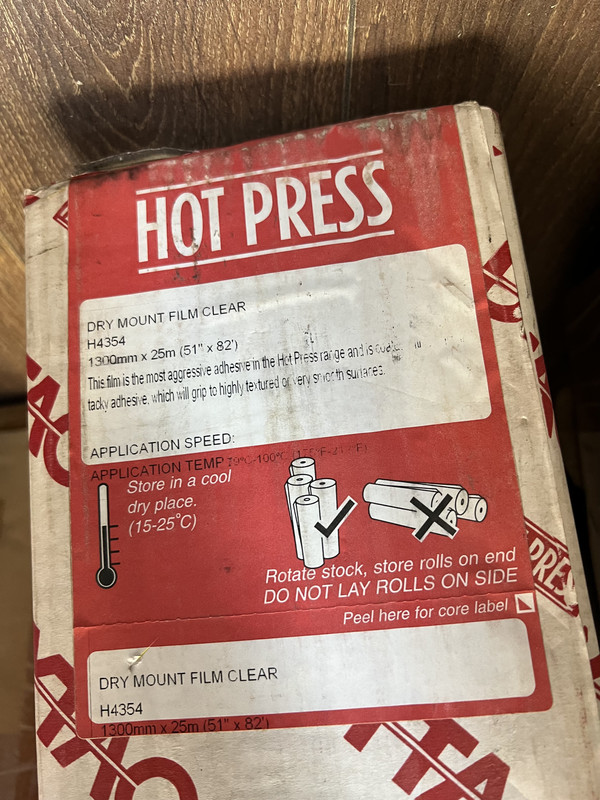 HOT PRESS
DRY MOUNT FILM CLEAR
H4354
1300mm x 25m (51" x 82')
This film is the most aggressive adhesive in the Hot Press range and is
tacky adhesive, which will grip to highly textured or very smooth surfaces.
APPLICATION SPEED:
APPLICATION TEMP
Store in a cool
dry place.
(15-25°C)
Rotate stock, store rolls on end
DO NOT LAY ROLLS ON SIDE
Peel here for core label
DRY MOUNT FILM CLEAR
H4354
1300mm x 25m (51" x 82')